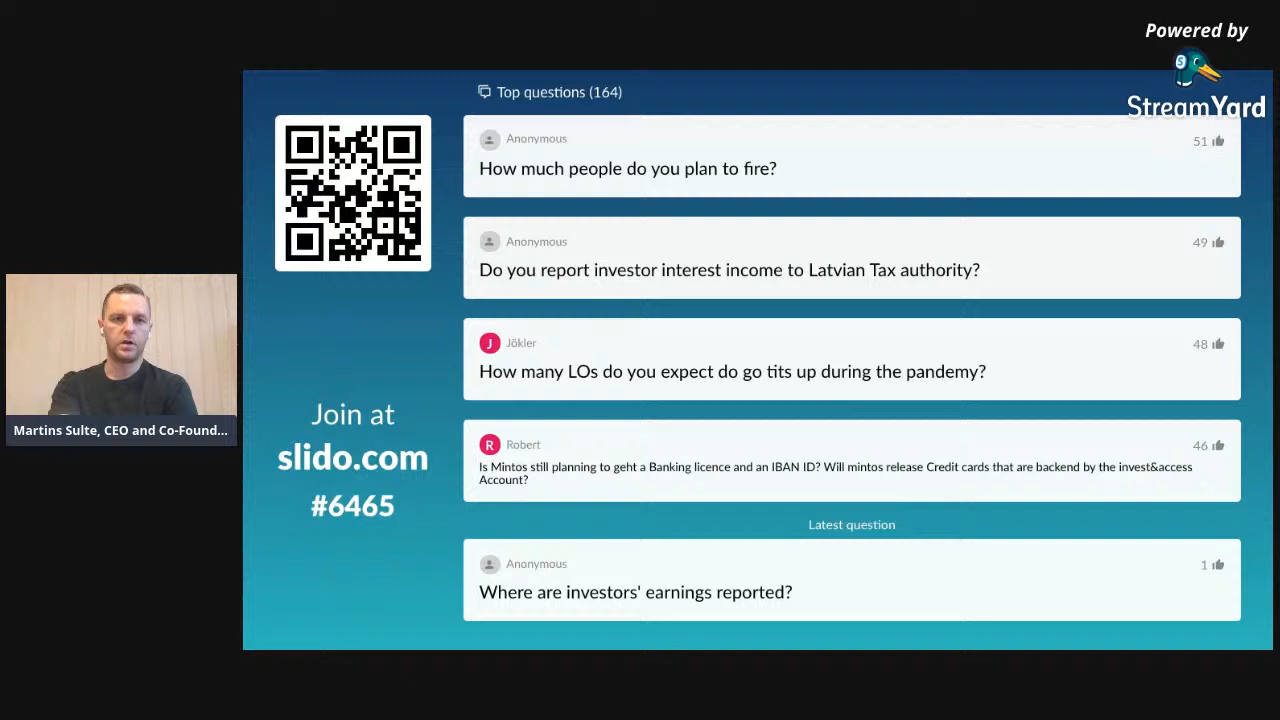 Powered by
StreamYard
Top questions (164)
Anonymous
51
How much people do you plan to fire?
Anonymous
49
Do you report investor interest income to Latvian Tax authority?
J
Jökler
48
How many LOs do you expect do go tits up during the pandemy?
R
Robert
46
Is Mintos still planning to geht a Banking licence and an IBAN ID? Will mintos release Credit cards that are backend by the invest&access
Account?
Latest question
Anonymous
1
Where are investors' earnings reported?
Join at
slido.com
#6465
Martins Sulte, CEO and Co-Found...